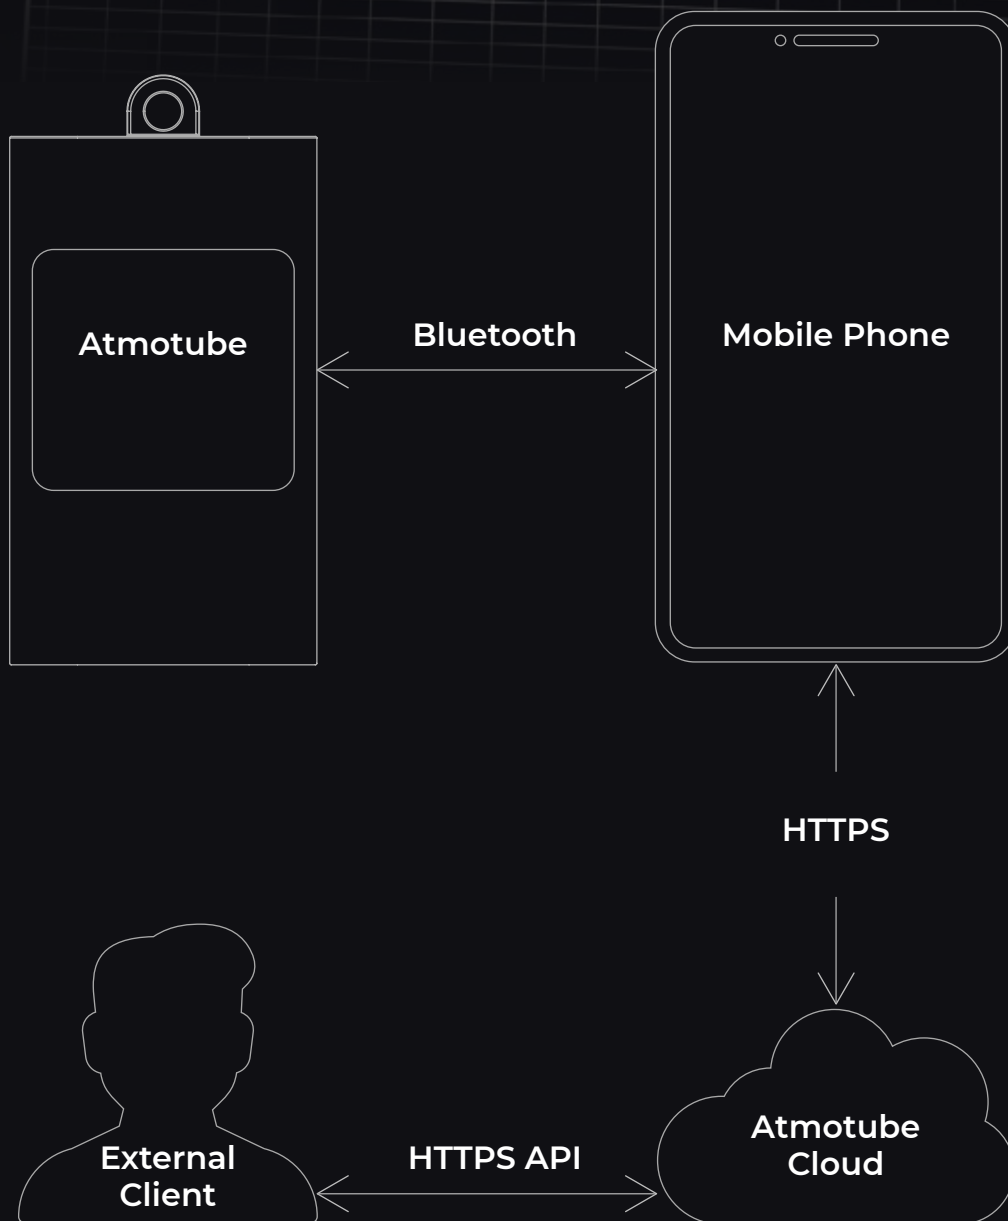 Atmotube
Bluetooth
Mobile Phone
HTTPS
External
Client
HTTPS API
Atmotube
Cloud